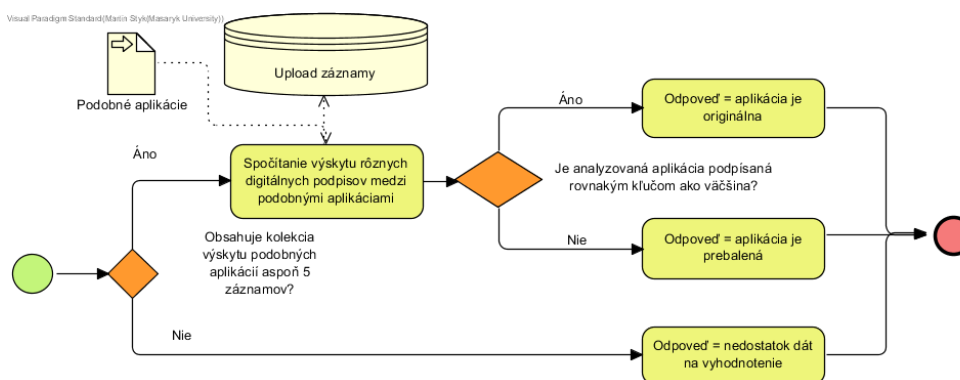 Visual Paradigm Standard(Martin Styk(Masaryk University))
Podobné aplikácie
Upload záznamy
Áno
Spočítanie výskytu rôznych
digitálnych podpisov medzi
podobnými aplikáciami
Obsahuje kolekcia
výskytu podobných
aplikácií aspoň 5
záznamov?
Nie
Áno
Odpoveď = aplikácia je
originálna
Je analyzovaná aplikácia podpísaná
rovnakým kľučom ako väčšina?
Nie
Odpoveď = aplikácia je
prebalená
Odpoveď = nedostatok dát
na vyhodnotenie